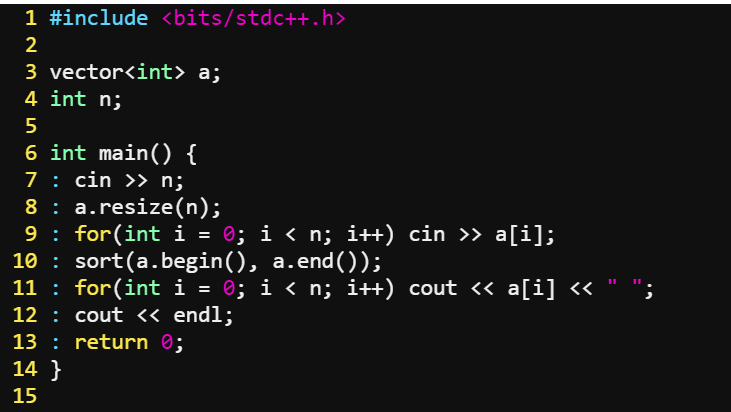 1 #include <bits/stdc++.h>
2
3 vector<int> a;
4 int n;
5
6 int main() {
7 : cin >> n;
8 : a.resize(n);
9 : for(int i = 0; i < n; i++) cin >> a[i];
10 : sort(a.begin(), a.end());
11 : for(int i = 0; i < n; i++) cout << a[i] << " ";
12 : cout << endl;
13 : return 0;
14 }
15